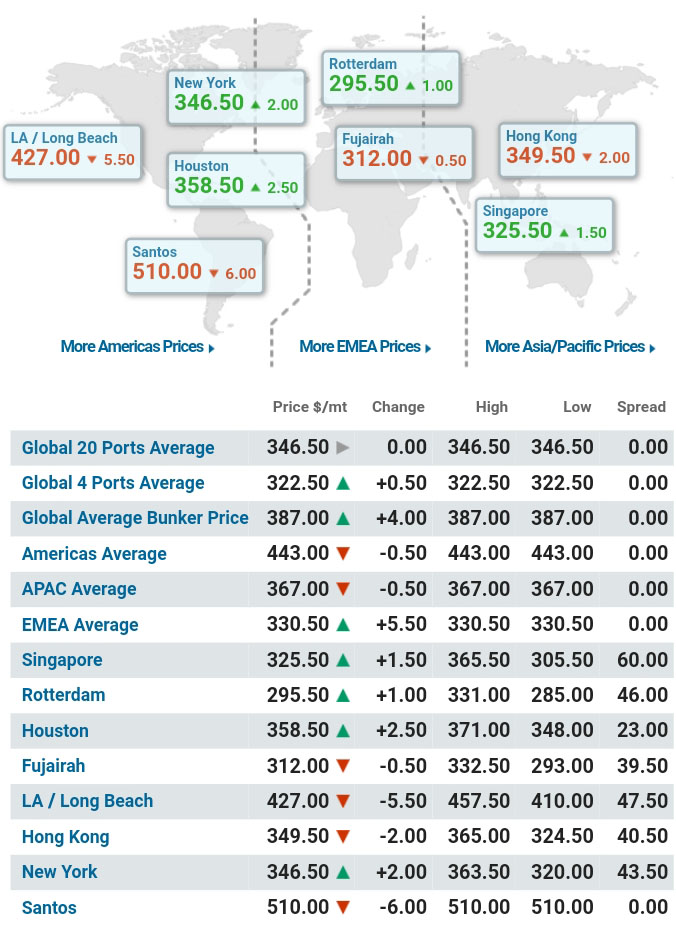 Rotterdam
295.50 ▲ 1.00
New York
346.50 ▲ 2.00
LA / Long Beach
427.00 ▼ 5.50
Fujairah
312.00 ▼ 0.50
Hong Kong
349.50 ▼ 2.00
Houston
358.50 ▲ 2.50
Singapore
325.50 ▲ 1.50
Santos
510.00 ▼ 6.00
More Americas Prices ▸ More EMEA Prices ▸ More Asia/Pacific Prices ▸
Price $/mt Change High Low Spread
Global 20 Ports Average 346.50 ▶ 0.00 346.50 346.50 0.00
Global 4 Ports Average 322.50 ▲ +0.50 322.50 322.50 0.00
Global Average Bunker Price 387.00 ▲ +4.00 387.00 387.00 0.00
Americas Average 443.00 ▼ -0.50 443.00 443.00 0.00
APAC Average 367.00 ▼ -0.50 367.00 367.00 0.00
EMEA Average 330.50 ▲ +5.50 330.50 330.50 0.00
Singapore 325.50 ▲ +1.50 365.50 305.50 60.00
Rotterdam 295.50 ▲ +1.00 331.00 285.00 46.00
Houston 358.50 ▲ +2.50 371.00 348.00 23.00
Fujairah 312.00 ▼ -0.50 332.50 293.00 39.50
LA / Long Beach 427.00 ▼ -5.50 457.50 410.00 47.50
Hong Kong 349.50 ▼ -2.00 365.00 324.50 40.50
New York 346.50 ▲ +2.00 363.50 320.00 43.50
Santos 510.00 ▼ -6.00 510.00 510.00 0.00